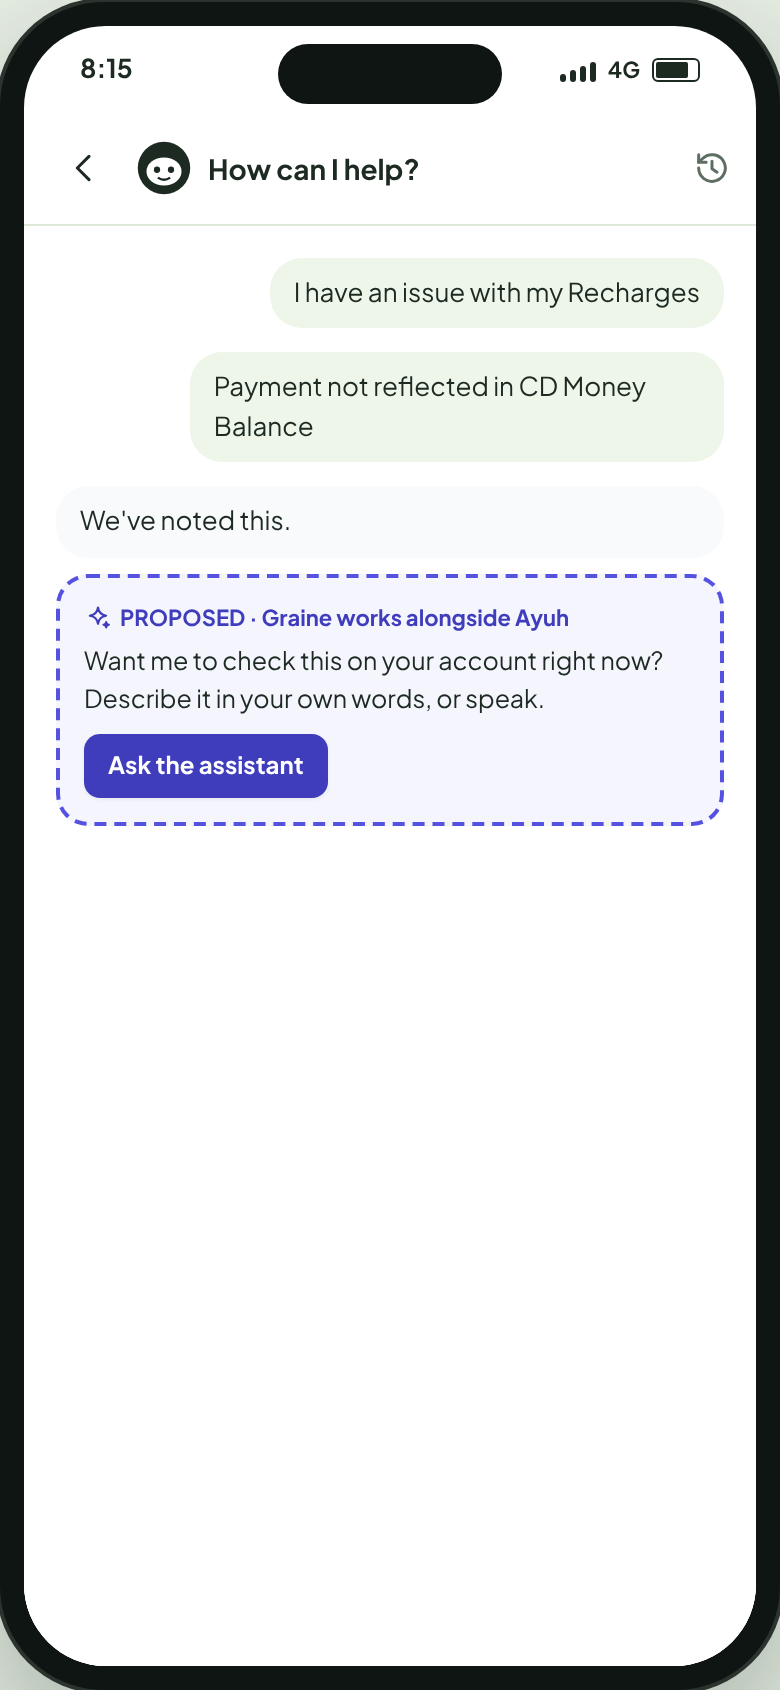 8:15
4G
How can I help?
I have an issue with my Recharges
Payment not reflected in CD Money
Balance
We've noted this.
PROPOSED · Graine works alongside Ayuh
Want me to check this on your account right now?
Describe it in your own words, or speak.
Ask the assistant